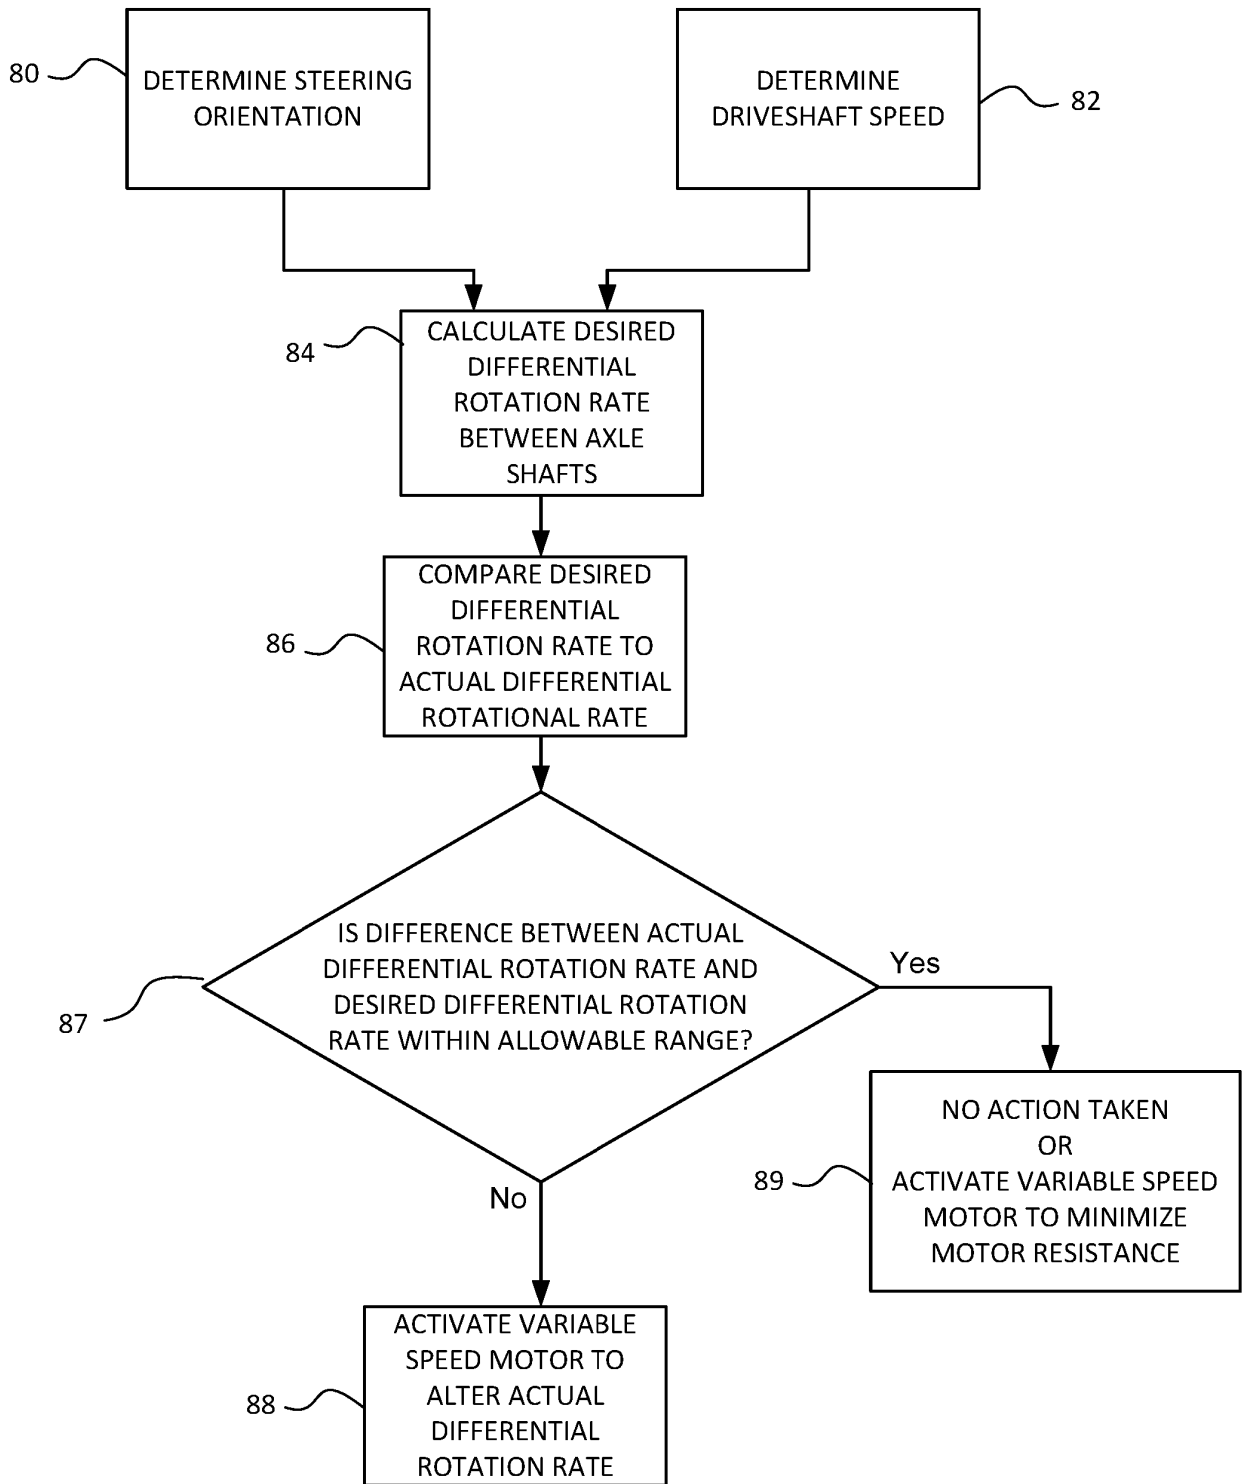 80
DETERMINE STEERING
ORIENTATION
DETERMINE
DRIVESHAFT SPEED
82
84
CALCULATE DESIRED
DIFFERENTIAL
ROTATION RATE
BETWEEN AXLE
SHAFTS
86
COMPARE DESIRED
DIFFERENTIAL
ROTATION RATE TO
ACTUAL DIFFERENTIAL
ROTATIONAL RATE
87
IS DIFFERENCE BETWEEN ACTUAL
DIFFERENTIAL ROTATION RATE AND
DESIRED DIFFERENTIAL ROTATION
RATE WITHIN ALLOWABLE RANGE?
Yes
89
NO ACTION TAKEN
OR
ACTIVATE VARIABLE SPEED
MOTOR TO MINIMIZE
MOTOR RESISTANCE
No
88
ACTIVATE VARIABLE
SPEED MOTOR TO
ALTER ACTUAL
DIFFERENTIAL
ROTATION RATE